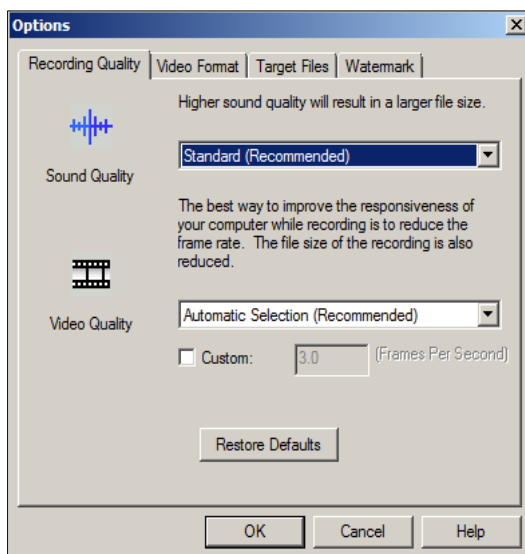 Options
Recording Quality Video Format Target Files Watermark
Higher sound quality will result in a larger file size.
Standard (Recommended)
Sound Quality
The best way to improve the responsiveness of
your computer while recording is to reduce the
frame rate. The file size of the recording is also
reduced.
Automatic Selection (Recommended)
Video Quality
Custom: 3.0 (Frames Per Second)
Restore Defaults
OK Cancel Help